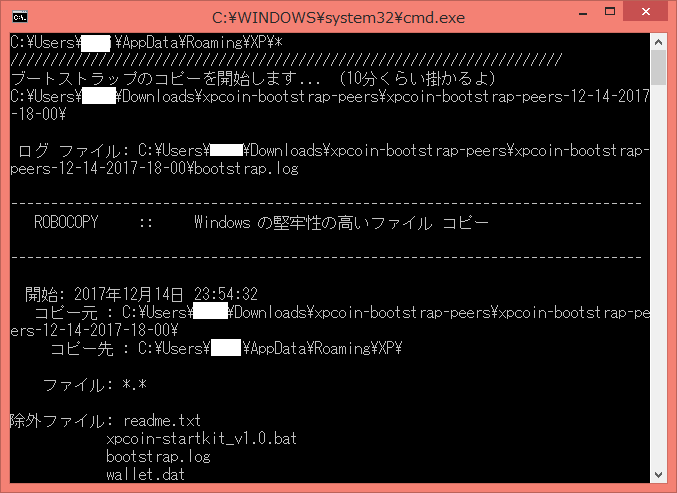 C:¥WINDOWS¥system32¥cmd.exe
C:¥Users¥ ¥AppData¥Roaming¥XP¥*
/////////////////////////////////////////////////////////////////////
ブートストラップのコピーを開始します... (10分くらい掛かるよ)
C:¥Users¥ ¥Downloads¥xpcoin-bootstrap-peers¥xpcoin-bootstrap-peers-12-14-2017
-18-00¥
ログ ファイル: C:¥Users¥ ¥Downloads¥xpcoin-bootstrap-peers¥xpcoin-bootstrap-
peers-12-14-2017-18-00¥bootstrap.log
-------------------------------------------------------------------------------
ROBOCOPY :: Windows の堅牢性の高いファイル コピー
-------------------------------------------------------------------------------
開始: 2017年12月14日 23:54:32
コピー元 : C:¥Users¥ ¥Downloads¥xpcoin-bootstrap-peers¥xpcoin-bootstrap-pe
ers-12-14-2017-18-00¥
コピー先 : C:¥Users¥ ¥AppData¥Roaming¥XP¥
ファイル: *.*
除外ファイル: readme.txt
xpcoin-startkit_v1.0.bat
bootstrap.log
wallet.dat